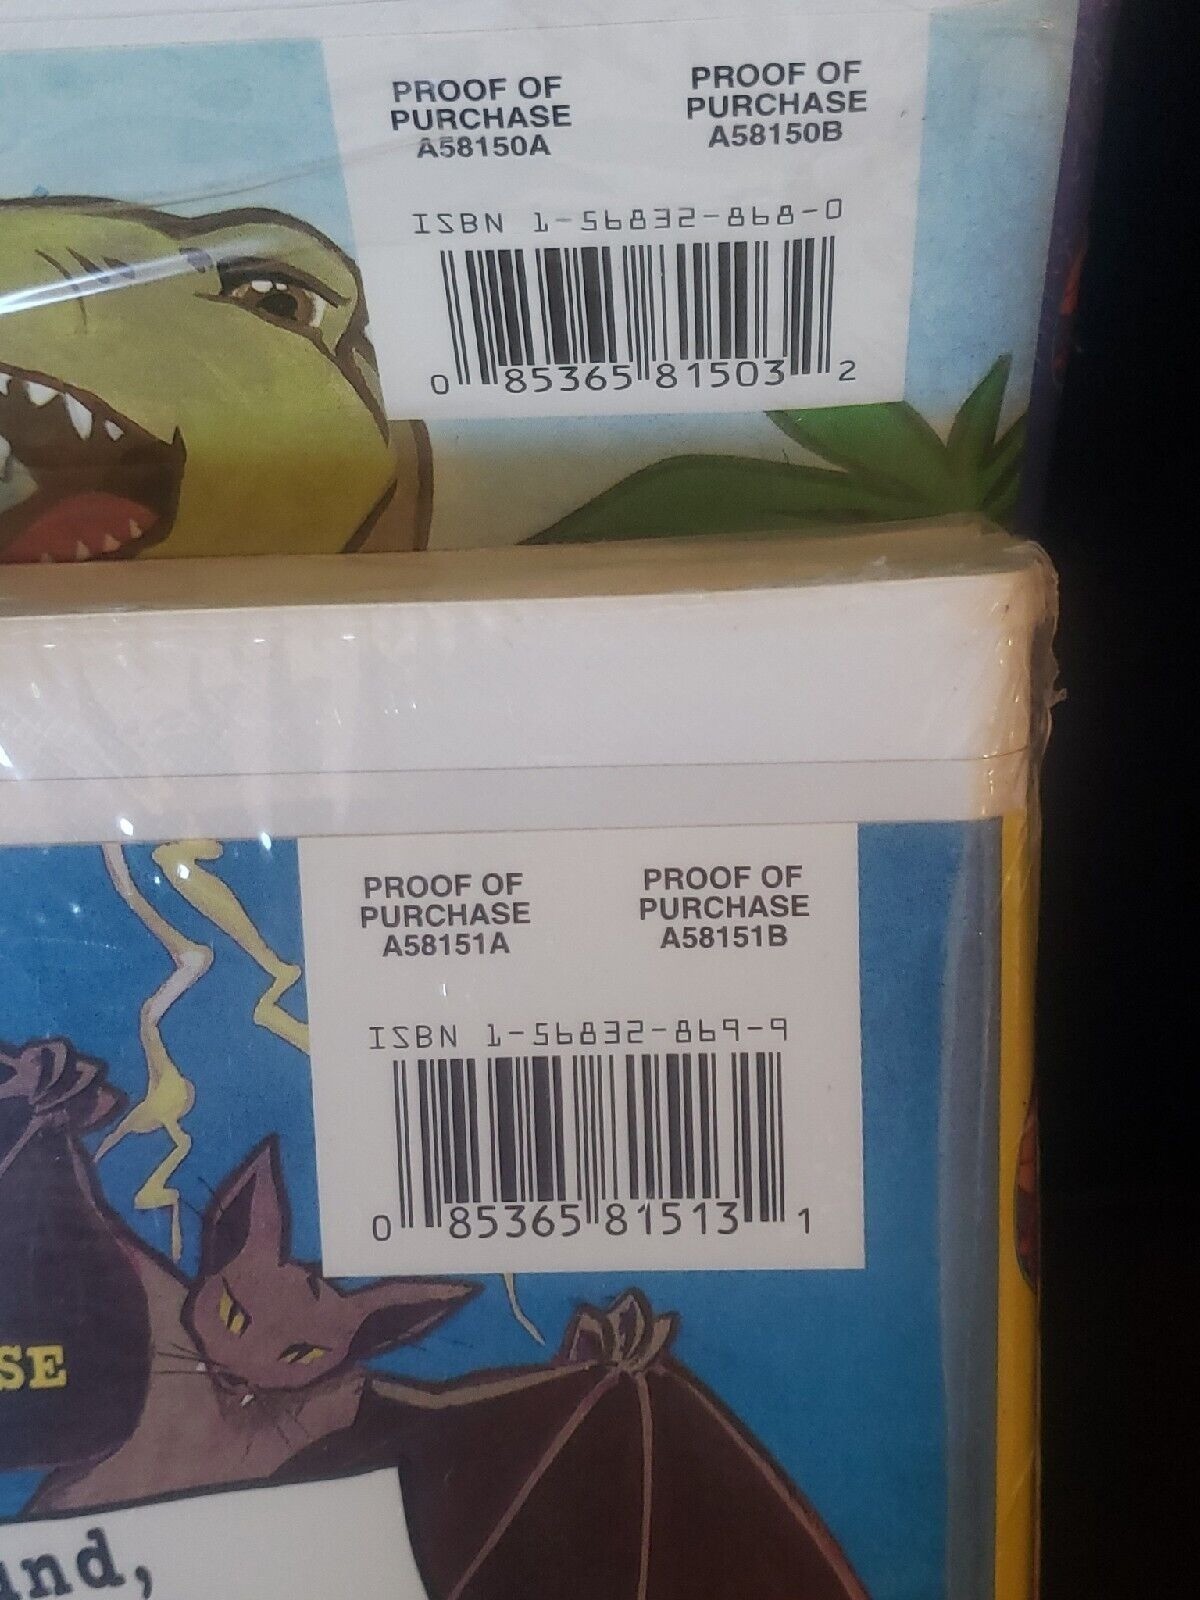 PROOF OF
PURCHASE
A58150A
PROOF OF
PURCHASE
A58150B
ISBN 1-56832-868-0
0 85365 81503 2
PROOF OF
PURCHASE
A58151A
PROOF OF
PURCHASE
A58151B
ISBN 1-56832-869-9
0 85365 81513 1
SE
und,